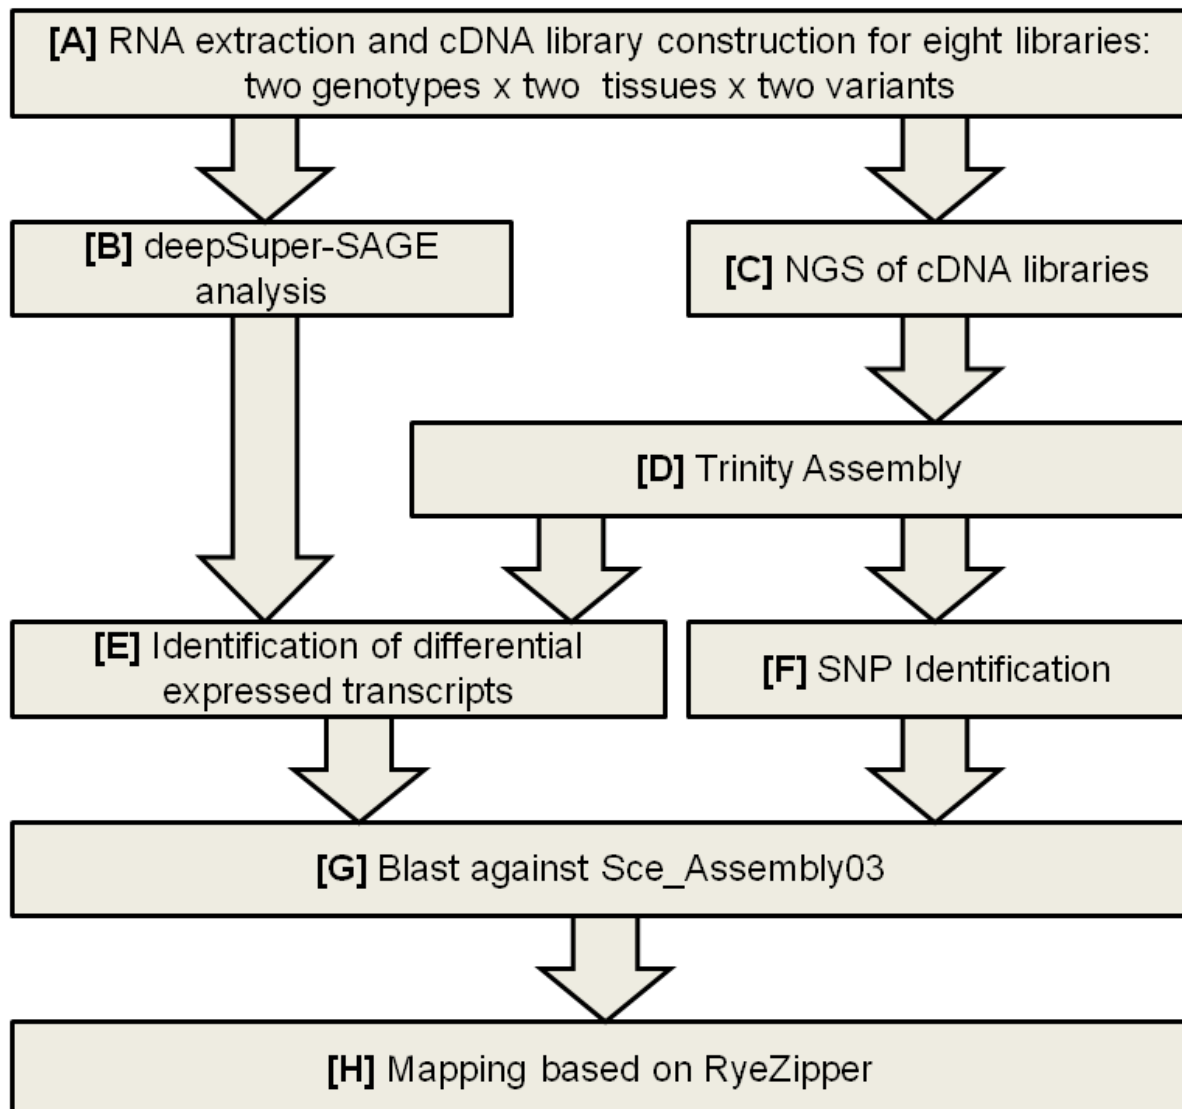 [A] RNA extraction and cDNA library construction for eight libraries:
two genotypes x two tissues x two variants
[B] deepSuper-SAGE
analysis
[C] NGS of cDNA libraries
[D] Trinity Assembly
[E] Identification of differential
expressed transcripts
[F] SNP Identification
[G] Blast against Sce_Assembly03
[H] Mapping based on RyeZipper